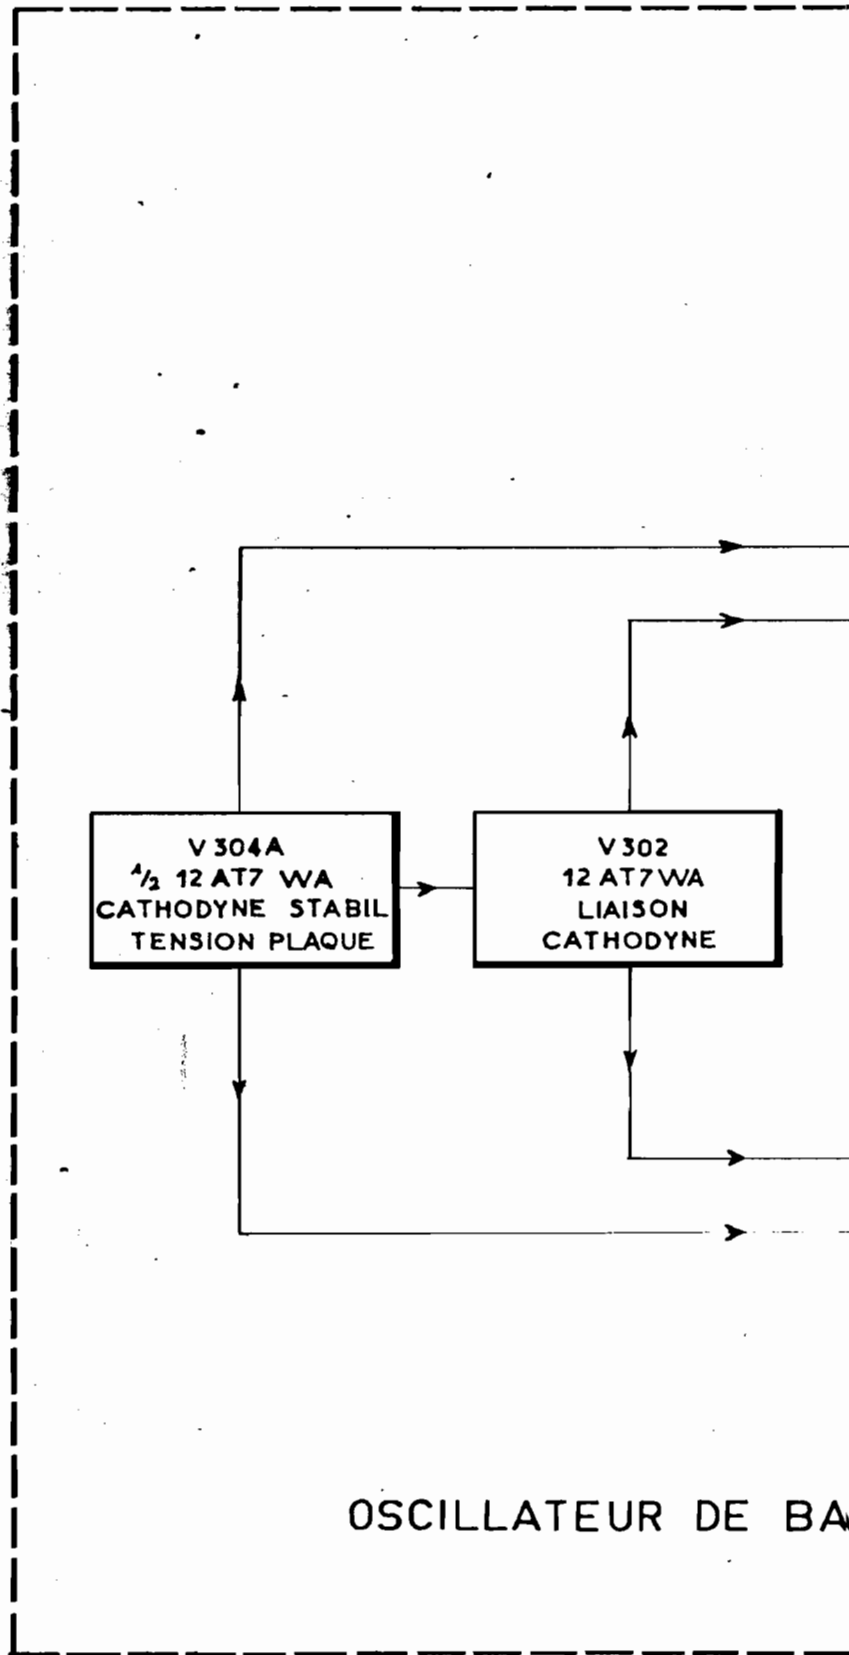 V 304A
1/2 12 AT7 WA
CATHODYNE STABIL
TENSION PLAQUE
V 302
12 AT7 WA
LIAISON
CATHODYNE
OSCILLATEUR DE BA